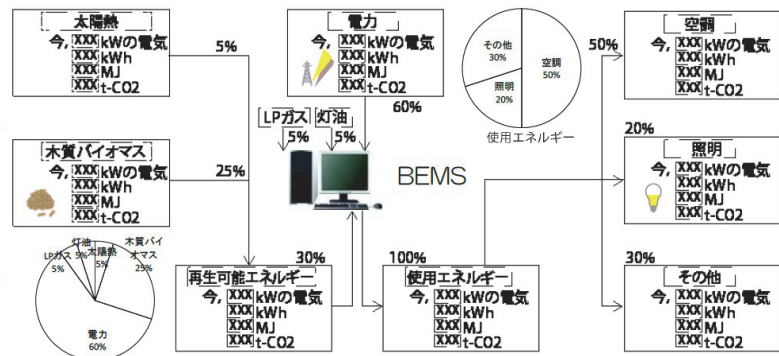 太陽熱
今, XXX kWの電気
XXX kWh
XXX MJ
XXX t-CO2
5%
電力
今, XXX kWの電気
XXX kWh
XXX MJ
XXX t-CO2
60%
その他
30%
空調
50%
照明
20%
使用エネルギー
50%
空調
今, XXX kWの電気
XXX kWh
XXX MJ
XXX t-CO2
LPガス
5%
灯油
5%
木質バイオマス
今, XXX kWの電気
XXX kWh
XXX MJ
XXX t-CO2
25%
BEMS
20%
照明
今, XXX kWの電気
XXX kWh
XXX MJ
XXX t-CO2
灯油
5%
LPガス
5%
太陽熱
5%
木質バイ
オマス
25%
電力
60%
30%
再生可能エネルギー
今, XXX kWの電気
XXX kWh
XXX MJ
XXX t-CO2
100%
使用エネルギー
今, XXX kWの電気
XXX kWh
XXX MJ
XXX t-CO2
30%
その他
今, XXX kWの電気
XXX kWh
XXX MJ
XXX t-CO2